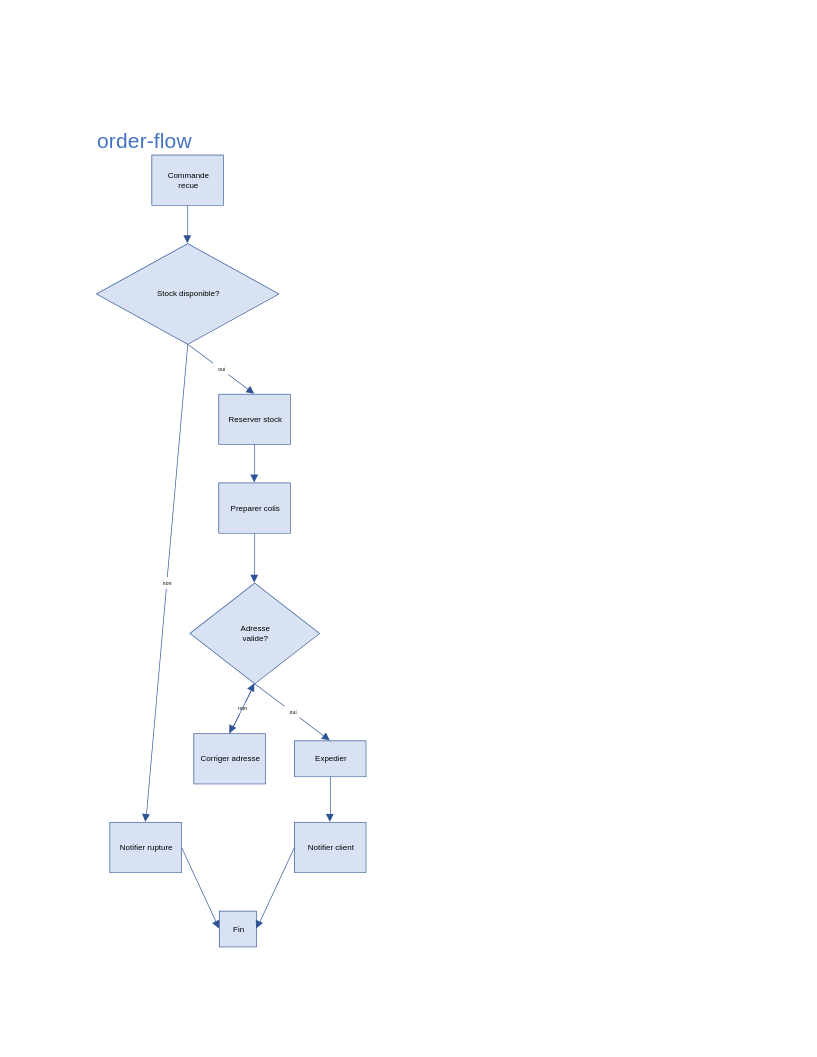 order-flow
Commande
recue
Stock disponible?
oui
Reserver stock
Preparer colis
non
Adresse
valide?
non
oui
Corriger adresse
Expedier
Notifier rupture
Notifier client
Fin